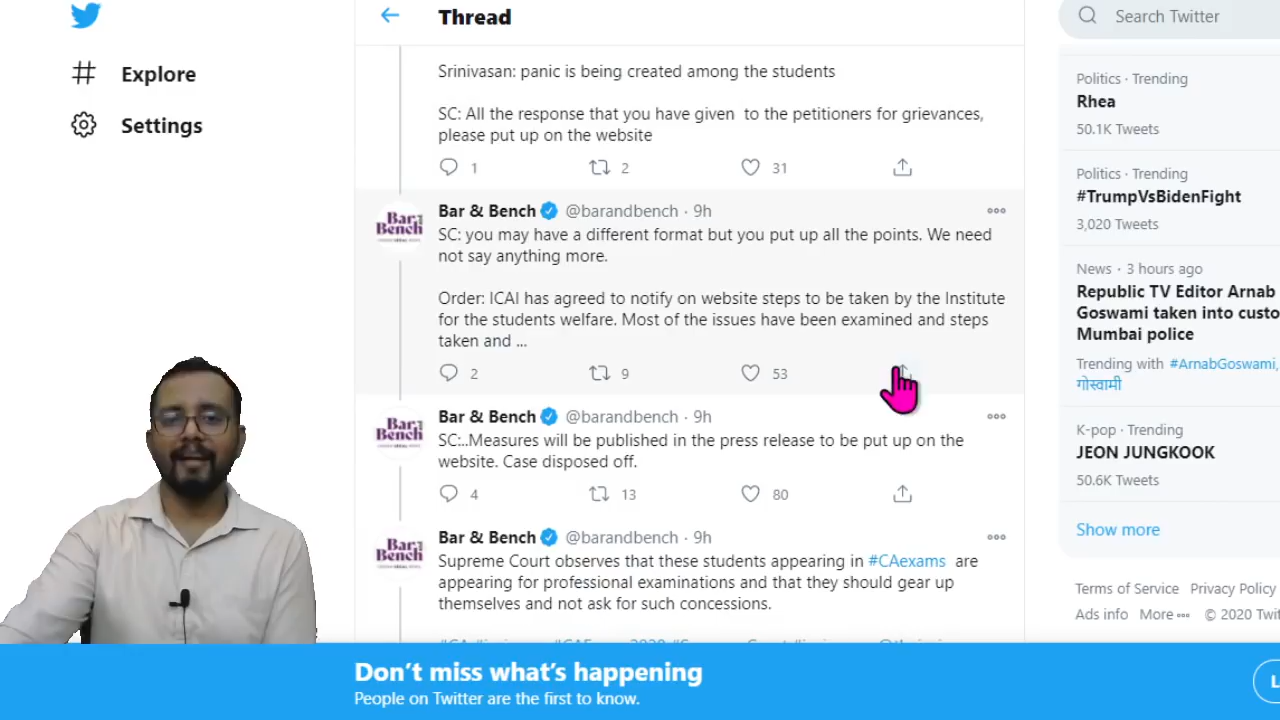 Explore
Settings
Thread
Srinivasan: panic is being created among the students
SC: All the response that you have given  to the petitioners for grievances,
please put up on the website
1 2 31
Bar & Bench @barandbench · 9h
SC: you may have a different format but you put up all the points. We need
not say anything more.
Order: ICAI has agreed to notify on website steps to be taken by the Institute
for the students welfare. Most of the issues have been examined and steps
taken and ...
2 9 53
Bar & Bench @barandbench · 9h
SC:..Measures will be published in the press release to be put up on the
website. Case disposed off.
4 13 80
Bar & Bench @barandbench · 9h
Supreme Court observes that these students appearing in #CAexams are
appearing for professional examinations and that they should gear up
themselves and not ask for such concessions.
Search Twitter
Politics · Trending
Rhea
50.1K Tweets
Politics · Trending
#TrumpVsBidenFight
3,020 Tweets
News · 3 hours ago
Republic TV Editor Arnab
Goswami taken into custo
Mumbai police
Trending with #ArnabGoswami,
गोस्वामी
K-pop · Trending
JEON JUNGKOOK
50.6K Tweets
Show more
Terms of Service Privacy Policy
Ads info More © 2020 Twit
Don't miss what's happening
People on Twitter are the first to know.